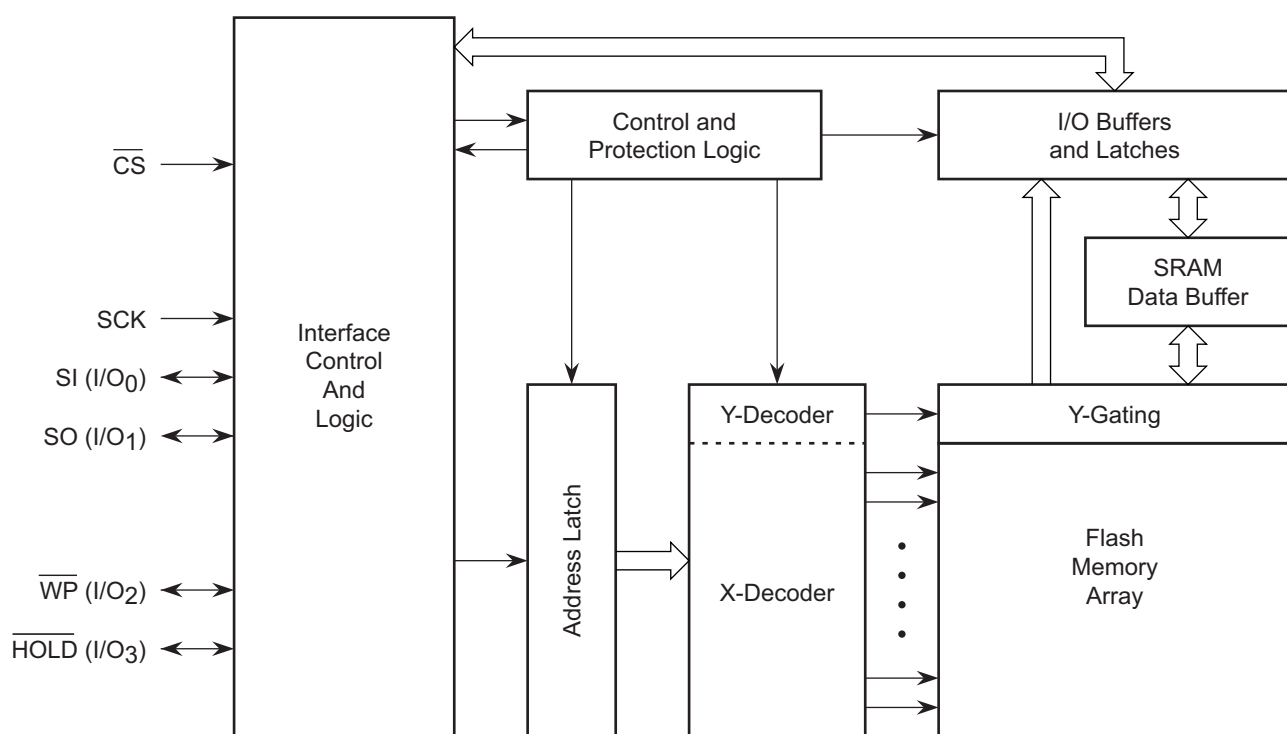 CS
SCK
SI (I/O0)
SO (I/O1)
WP (I/O2)
HOLD (I/O3)
Interface
Control
And
Logic
Control and
Protection Logic
I/O Buffers
and Latches
SRAM
Data Buffer
Address Latch
Y-Decoder
X-Decoder
Y-Gating
Flash
Memory
Array